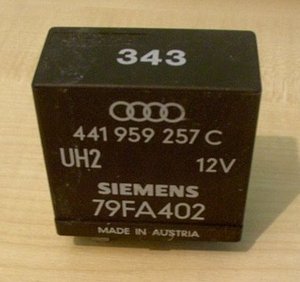 343
441 959 257 C
UH2 12V
SIEMENS
79FA402
MADE IN AUSTRIA